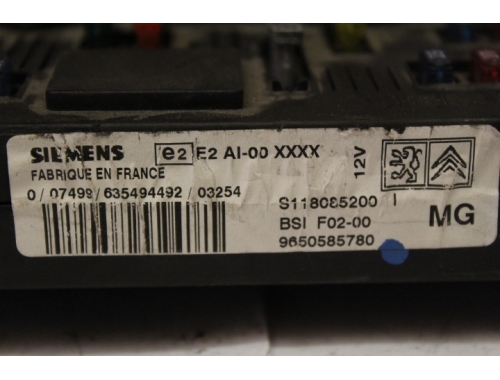 SIEMENS e2 E2 AI-00 XXXX 12V
FABRIQUE EN FRANCE
0/07499/635494492/03254
S118085200 I
BSI F02-00 MG
9650585780